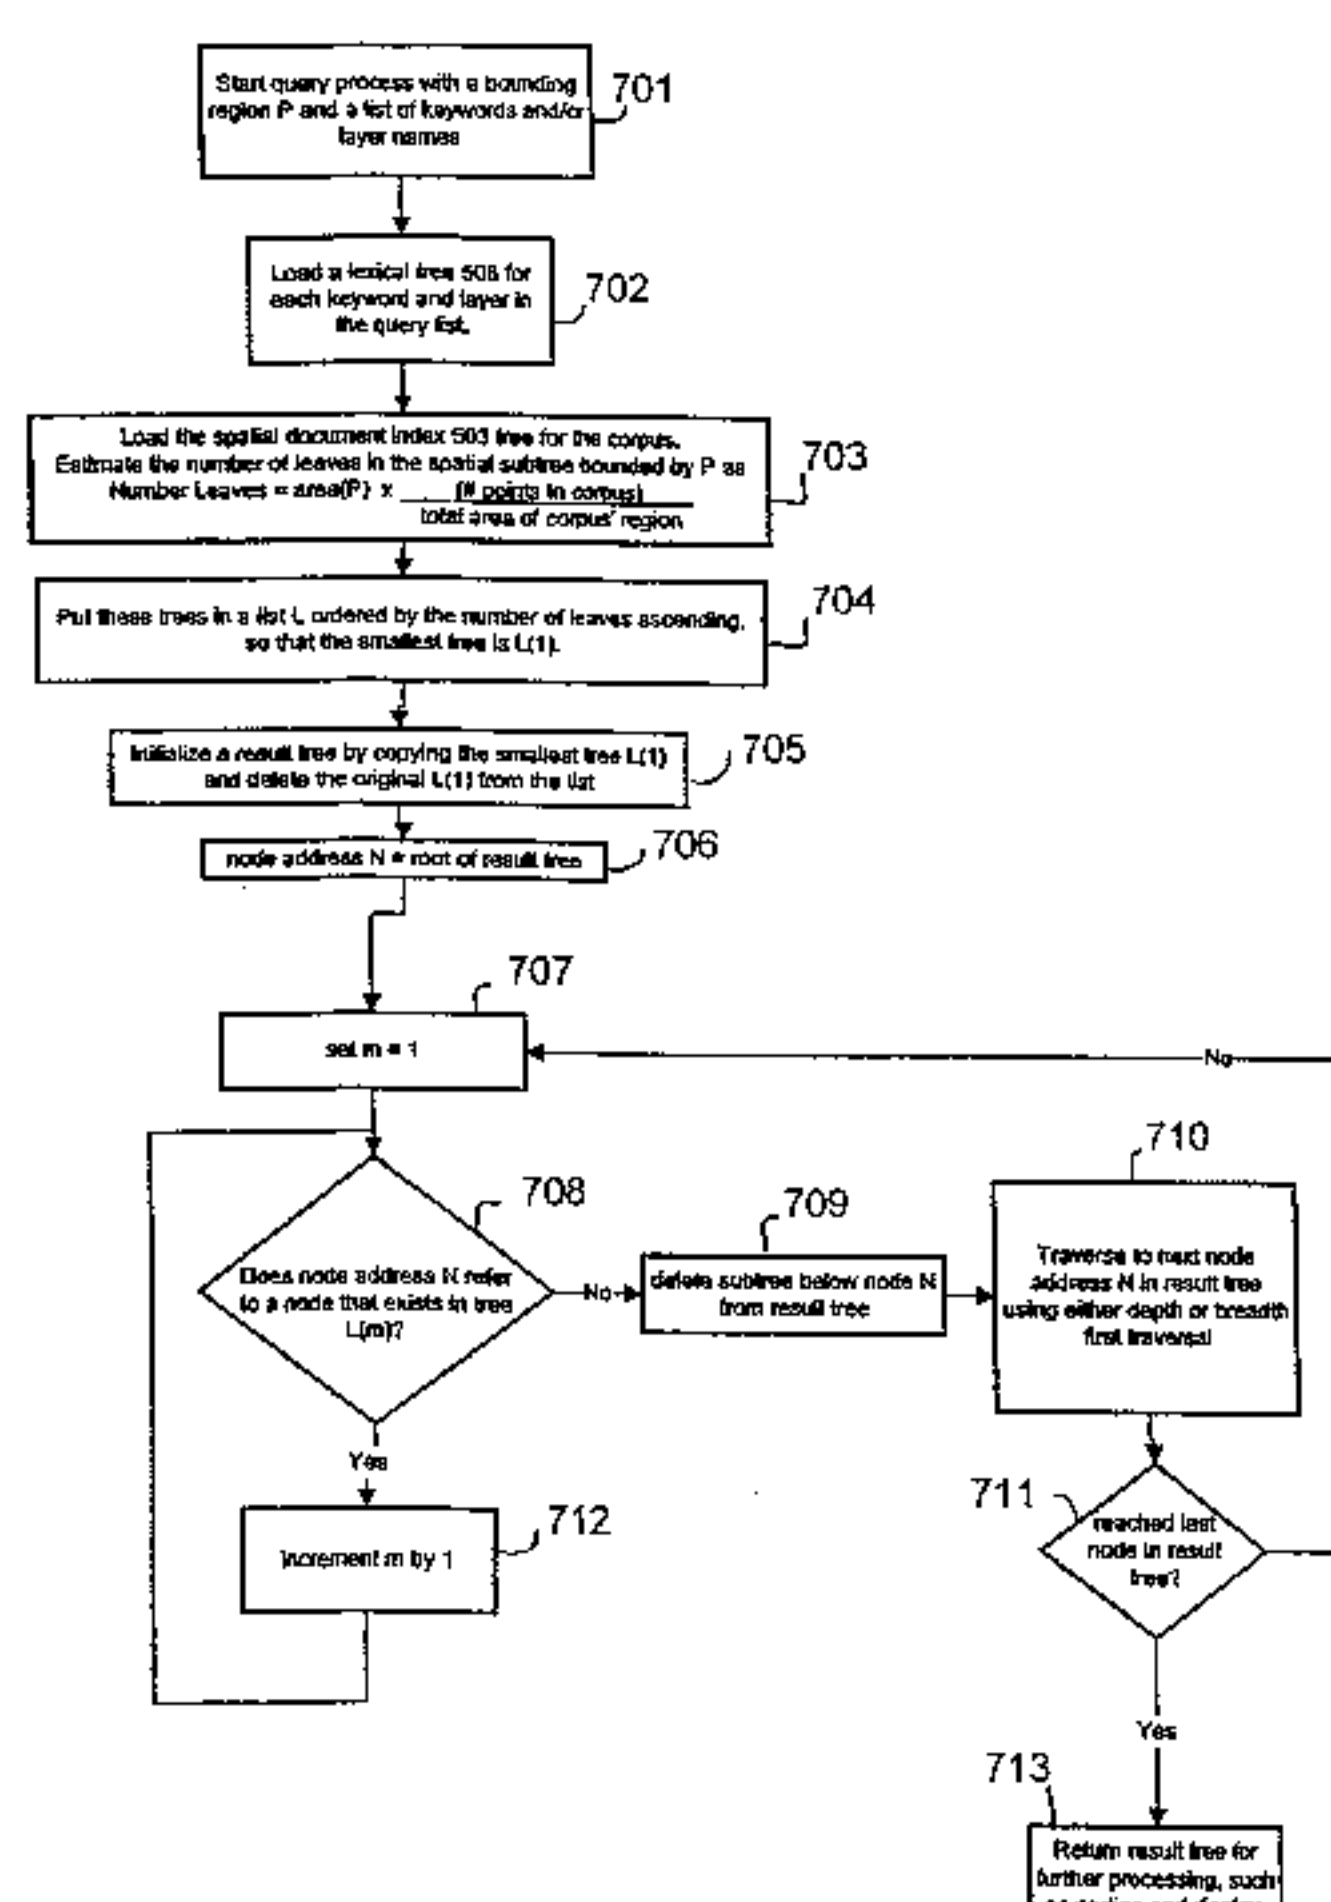 Start query process with a bounding
region P and a list of keywords and/or
layer names
701
Load a lexical tree 506 for
each keyword and layer in
the query list.
702
Load the spatial document index 503 tree for the corpus.
Estimate the number of leaves in the spatial subtree bounded by P as
Number Leaves = area(P) x (# points in corpus)
total area of corpus' region
703
Put these trees in a list L ordered by the number of leaves ascending,
so that the smallest tree is L(1).
704
Initialize a result tree by copying the smallest tree L(1)
and delete the original L(1) from the list
705
node address N = root of result tree
706
707
set m = 1
No
708
Does node address N refer
to a node that exists in tree
L(m)?
No
709
delete subtree below node N
from result tree
710
Traverse to next node
address N in result tree
using either depth or breadth
first traversal
Yes
712
increment m by 1
711
reached last
node in result
tree?
Yes
713
Return result tree for
further processing, such